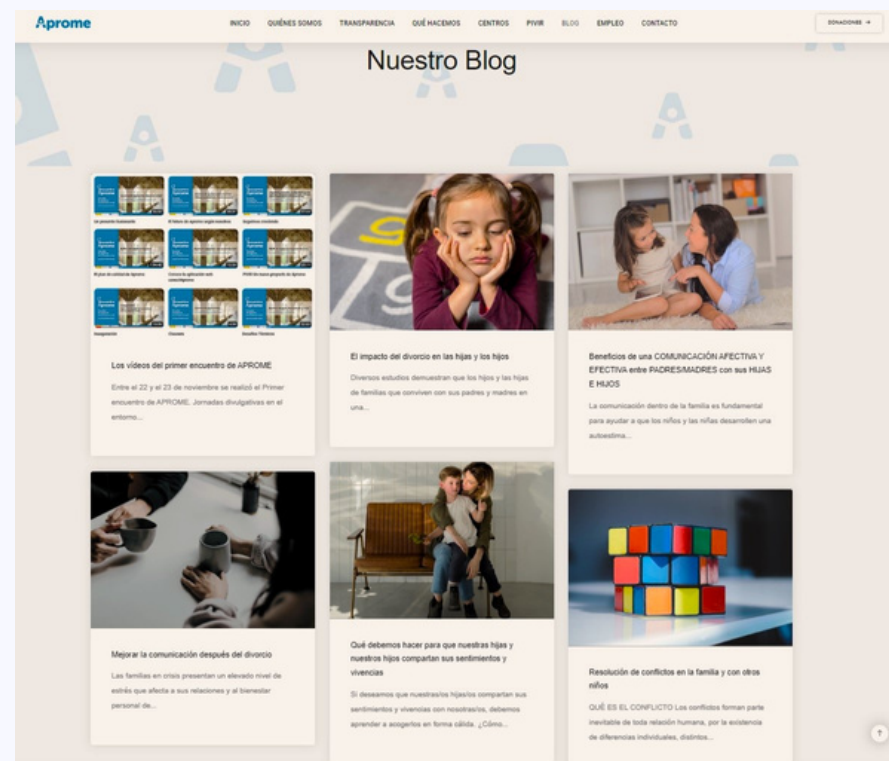 Aprome
INICIO QUIÉNES SOMOS TRANSPARENCIA QUÉ HACEMOS CENTROS PIVIR BLOG EMPLEO CONTACTO
DONACIONES →
Nuestro Blog
Los vídeos del primer encuentro de APROME
Entre el 22 y el 23 de noviembre se realizó el Primer
encuentro de APROME. Jornadas divulgativas en el
entorno...
El impacto del divorcio en las hijas y los hijos
Diversos estudios demuestran que los hijos y las hijas
de familias que conviven con sus padres y madres en
una...
Beneficios de una COMUNICACIÓN AFECTIVA Y
EFECTIVA entre PADRES/MADRES con sus HIJAS
E HIJOS
La comunicación dentro de la familia es fundamental
para ayudar a que los niños y las niñas desarrollen una
autoestima...
Mejorar la comunicación después del divorcio
Las familias en crisis presentan un elevado nivel de
estrés que afecta a sus relaciones y al bienestar
personal de...
Qué debemos hacer para que nuestras hijas y
nuestros hijos compartan sus sentimientos y
vivencias
Si deseamos que nuestras/os hijas/os compartan sus
sentimientos y vivencias con nosotras/os, debemos
aprender a acogerlos en forma cálida. ¿Cómo...
Resolución de conflictos en la familia y con otros
niños
QUÉ ES EL CONFLICTO Los conflictos forman parte
inevitable de toda relación humana, por la existencia
de diferencias individuales, distintos...